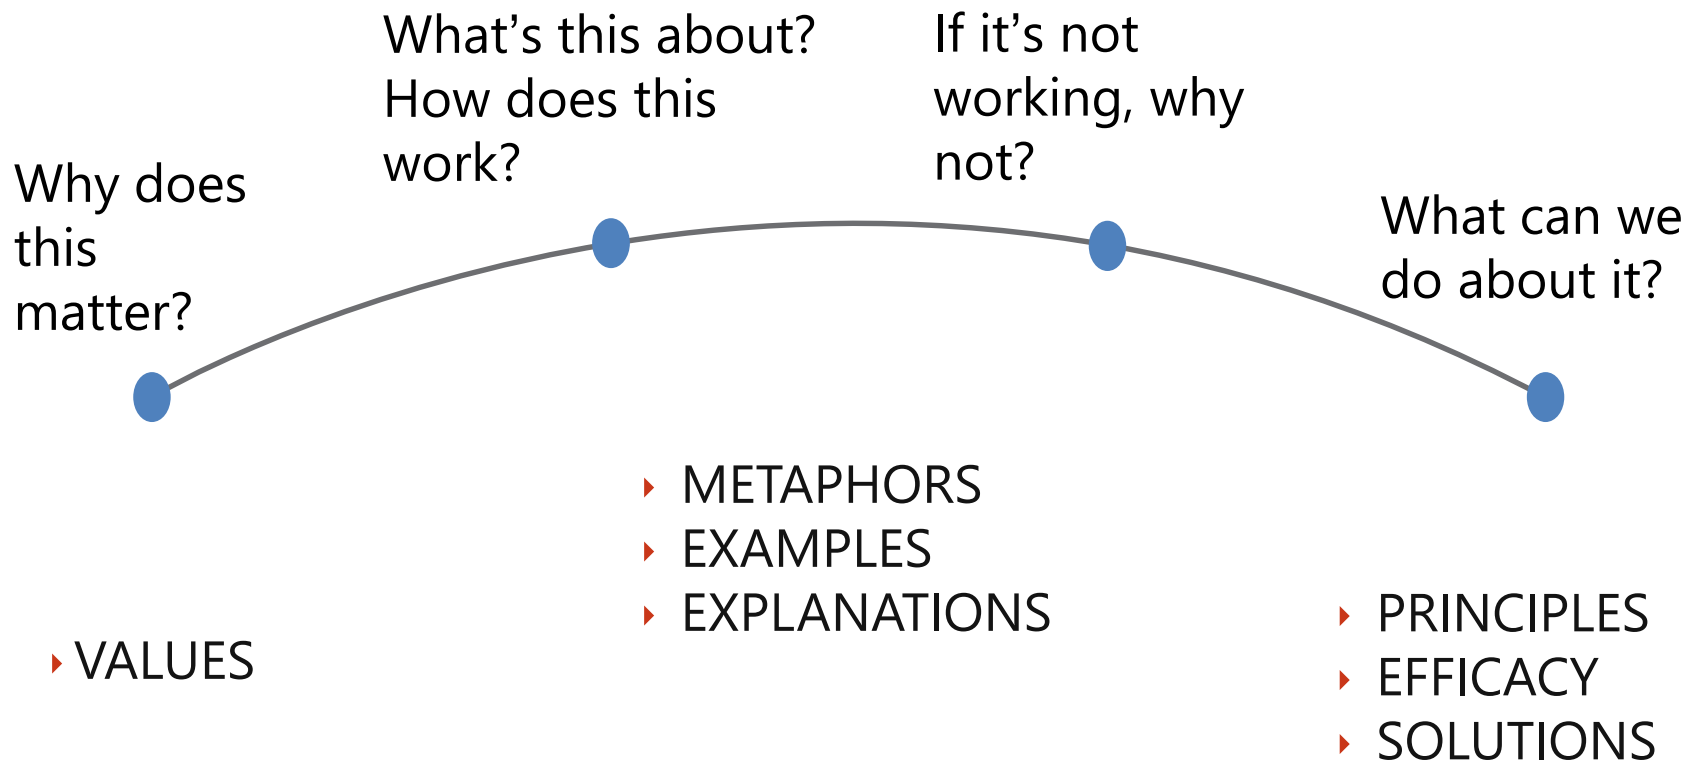 Why does
this
matter?
What’s this about?
How does this
work?
If it’s not
working, why
not?
What can we
do about it?
VALUES
METAPHORS
EXAMPLES
EXPLANATIONS
PRINCIPLES
EFFICACY
SOLUTIONS